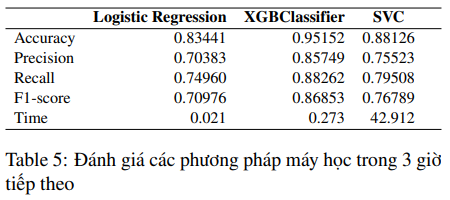 Logistic Regression XGBClassifier SVC
Accuracy 0.83441 0.95152 0.88126
Precision 0.70383 0.85749 0.75523
Recall 0.74960 0.88262 0.79508
F1-score 0.70976 0.86853 0.76789
Time 0.021 0.273 42.912
Table 5: Đánh giá các phương pháp máy học trong 3 giờ
tiếp theo